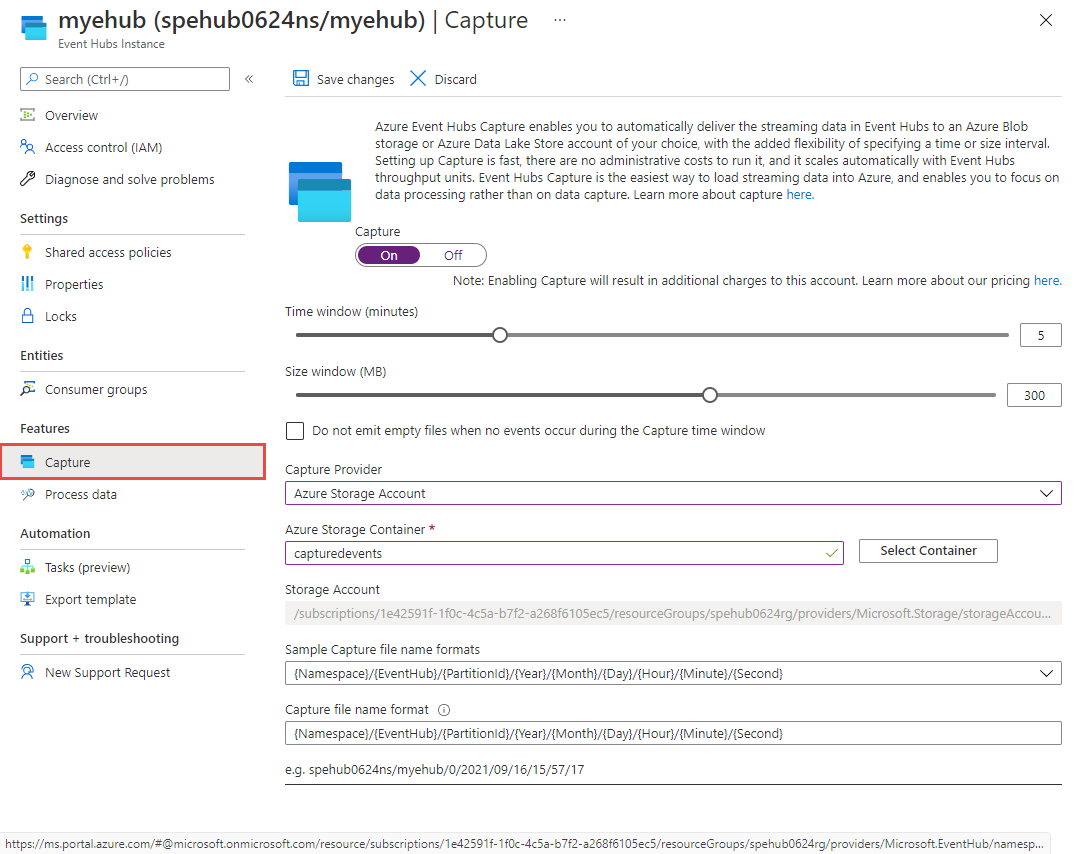 myehub (spehub0624ns/myehub) | Capture ...
Event Hubs Instance
Search (Ctrl+/)
«
Overview
Access control (IAM)
Diagnose and solve problems
Settings
Shared access policies
Properties
Locks
Entities
Consumer groups
Features
Capture
Process data
Automation
Tasks (preview)
Export template
Support + troubleshooting
New Support Request
Save changes
Discard
Azure Event Hubs Capture enables you to automatically deliver the streaming data in Event Hubs to an Azure Blob
storage or Azure Data Lake Store account of your choice, with the added flexibility of specifying a time or size interval.
Setting up Capture is fast, there are no administrative costs to run it, and it scales automatically with Event Hubs
throughput units. Event Hubs Capture is the easiest way to load streaming data into Azure, and enables you to focus on
data processing rather than on data capture. Learn more about capture here.
Capture
On Off
Note: Enabling Capture will result in additional charges to this account. Learn more about our pricing here.
Time window (minutes)
5
Size window (MB)
300
Do not emit empty files when no events occur during the Capture time window
Capture Provider
Azure Storage Account
Azure Storage Container *
capturedevents
Select Container
Storage Account
/subscriptions/1e42591f-1f0c-4c5a-b7f2-a268f6105ec5/resourceGroups/spehub0624rg/providers/Microsoft.Storage/storageAccou...
Sample Capture file name formats
{Namespace}/{EventHub}/{PartitionId}/{Year}/{Month}/{Day}/{Hour}/{Minute}/{Second}
Capture file name format
{Namespace}/{EventHub}/{PartitionId}/{Year}/{Month}/{Day}/{Hour}/{Minute}/{Second}
e.g. spehub0624ns/myehub/0/2021/09/16/15/57/17
https://ms.portal.azure.com/#@microsoft.onmicrosoft.com/resource/subscriptions/1e42591f-1f0c-4c5a-b7f2-a268f6105ec5/resourceGroups/spehub0624rg/providers/Microsoft.EventHub/namesp...